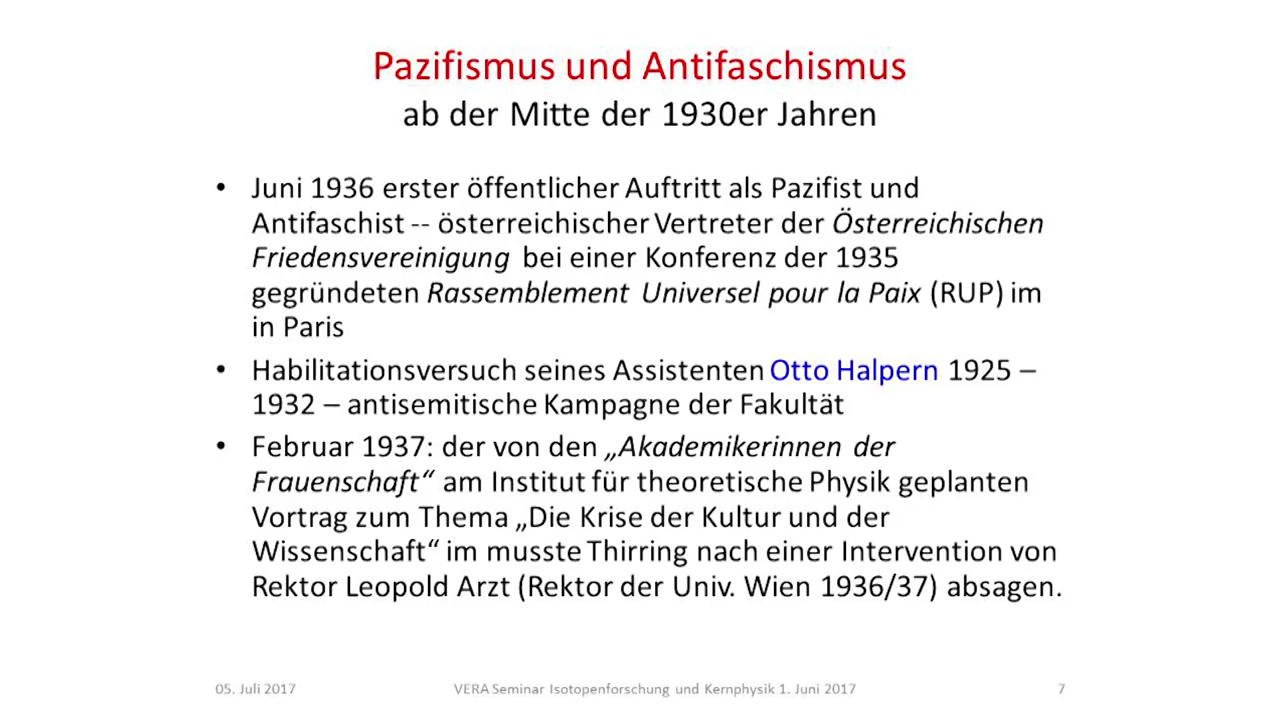 Pazifismus und Antifaschismus
ab der Mitte der 1930er Jahren
• Juni 1936 erster öffentlicher Auftritt als Pazifist und
Antifaschist -- österreichischer Vertreter der Österreichischen
Friedensvereinigung bei einer Konferenz der 1935
gegründeten Rassemblement Universel pour la Paix (RUP) im
in Paris
• Habilitationsversuch seines Assistenten Otto Halpern 1925 –
1932 – antisemitische Kampagne der Fakultät
• Februar 1937: der von den „Akademikerinnen der
Frauenschaft“ am Institut für theoretische Physik geplanten
Vortrag zum Thema „Die Krise der Kultur und der
Wissenschaft“ im musste Thirring nach einer Intervention von
Rektor Leopold Arzt (Rektor der Univ. Wien 1936/37) absagen.
05. Juli 2017 VERA Seminar Isotopenforschung und Kernphysik 1. Juni 2017 7